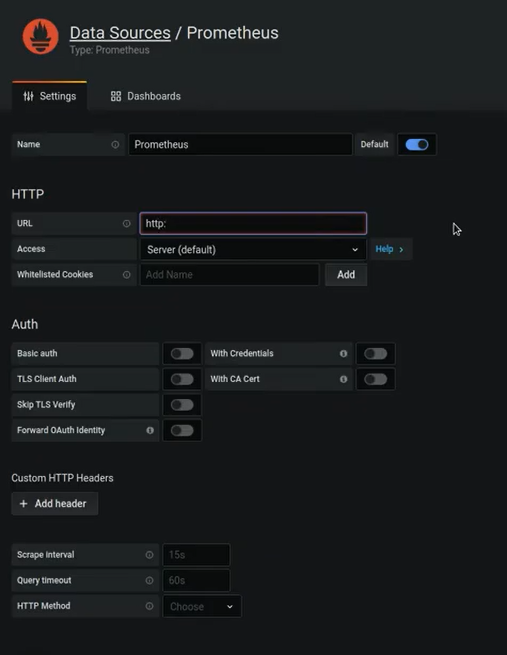 Data Sources / Prometheus
Type: Prometheus
Settings Dashboards
Name Prometheus Default
HTTP
URL http:
Access Server (default) Help
Whitelisted Cookies Add Name Add
Auth
Basic auth With Credentials
TLS Client Auth With CA Cert
Skip TLS Verify
Forward OAuth Identity
Custom HTTP Headers
+ Add header
Scrape interval 15s
Query timeout 60s
HTTP Method Choose